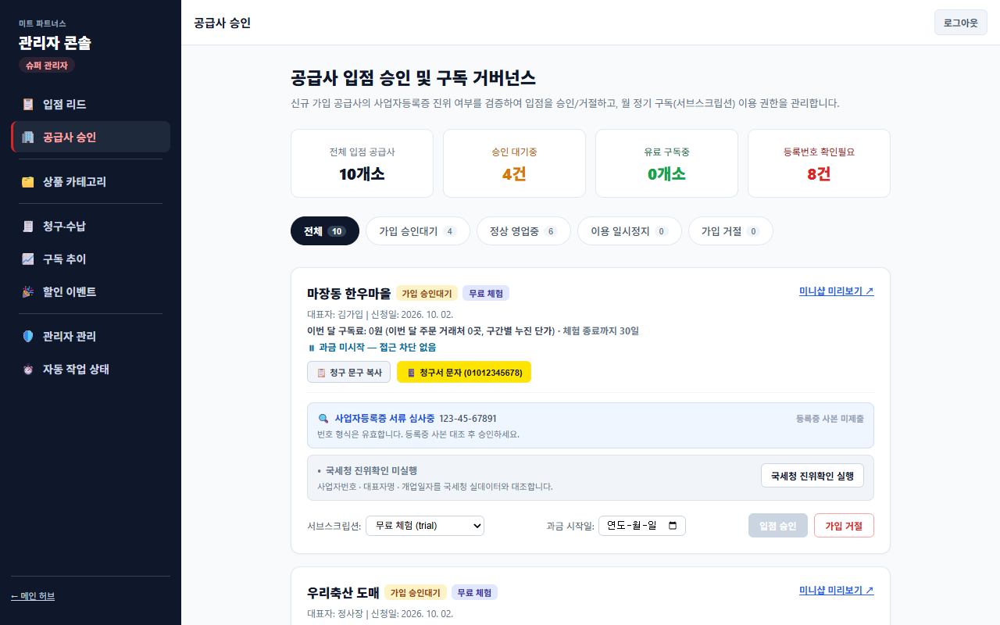 미트 파트너스
관리자 콘솔
슈퍼 관리자
입점 리드
공급사 승인
상품 카테고리
청구·수납
구독 추이
할인 이벤트
관리자 관리
자동 작업 상태
← 메인 허브
공급사 승인
로그아웃
공급사 입점 승인 및 구독 거버넌스
신규 가입 공급사의 사업자등록증 진위 여부를 검증하여 입점을 승인/거절하고, 월 정기 구독(서브스크립션) 이용 권한을 관리합니다.
전체 입점 공급사
10개소
승인 대기중
4건
유료 구독중
0개소
등록번호 확인필요
8건
전체 10
가입 승인대기 4
정상 영업중 6
이용 일시정지 0
가입 거절 0
마장동 한우마을 가입 승인대기 무료 체험
미니샵 미리보기 ↗
대표자: 김가입 | 신청일: 2026. 10. 02.
이번 달 구독료: 0원 (이번 달 주문 거래처 0곳, 구간별 누진 단가) · 체험 종료까지 30일
⏸ 과금 미시작 — 접근 차단 없음
청구 문구 복사
청구서 문자 (01012345678)
사업자등록증 서류 심사중 123-45-67891
등록증 사본 미제출
번호 형식은 유효합니다. 등록증 사본 대조 후 승인하세요.
• 국세청 진위확인 미실행
사업자번호 · 대표자명 · 개업일자를 국세청 실데이터와 대조합니다.
국세청 진위확인 실행
서브스크립션: 무료 체험 (trial)
과금 시작일: 연도-월-일
입점 승인
가입 거절
우리축산 도매 가입 승인대기 무료 체험
미니샵 미리보기 ↗
대표자: 정사장 | 신청일: 2026. 10. 02.